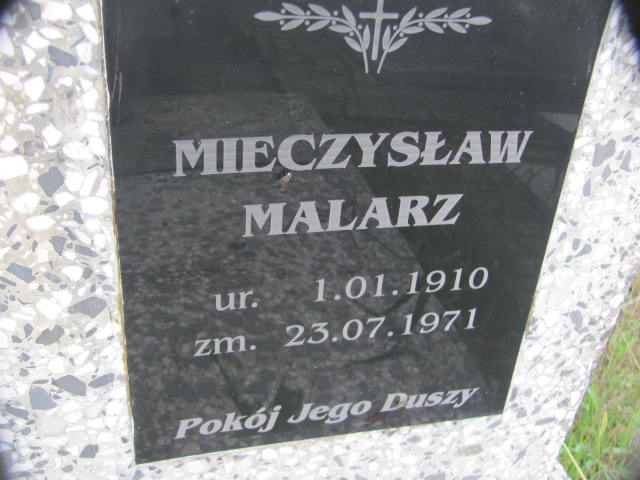 MIECZYSŁAW
MALARZ
ur. 1.01.1910
zm. 23.07.1971
Pokój Jego Duszy